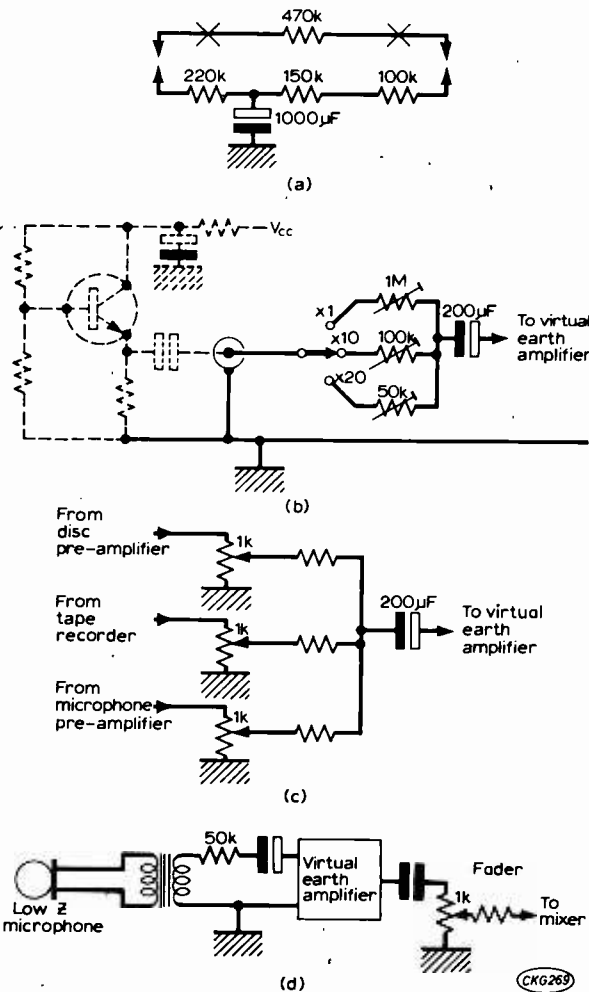 470k
220k
150k
100k
1000μF
(a)
Vcc
x1
1M
200μF
x10
100k
To virtual
earth
amplifier
x20
50k
(b)
From
disc
pre-amplifier
1k
From
tape
recorder
1k
200μF
To virtual
earth
amplifier
From
microphone
pre-amplifier
1k
(c)
50k
Virtual
earth
amplifier
Fader
1k
To
mixer
Low Z
microphone
(d)
CKG269